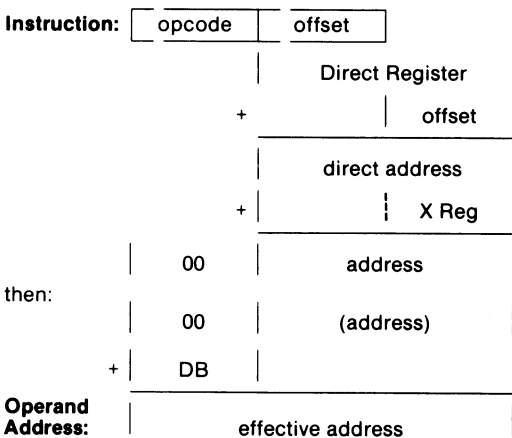 Instruction: opcode offset
Direct Register
+ offset
direct address
+ X Reg
00 address
then:
00 (address)
+ DB
Operand
Address: effective address